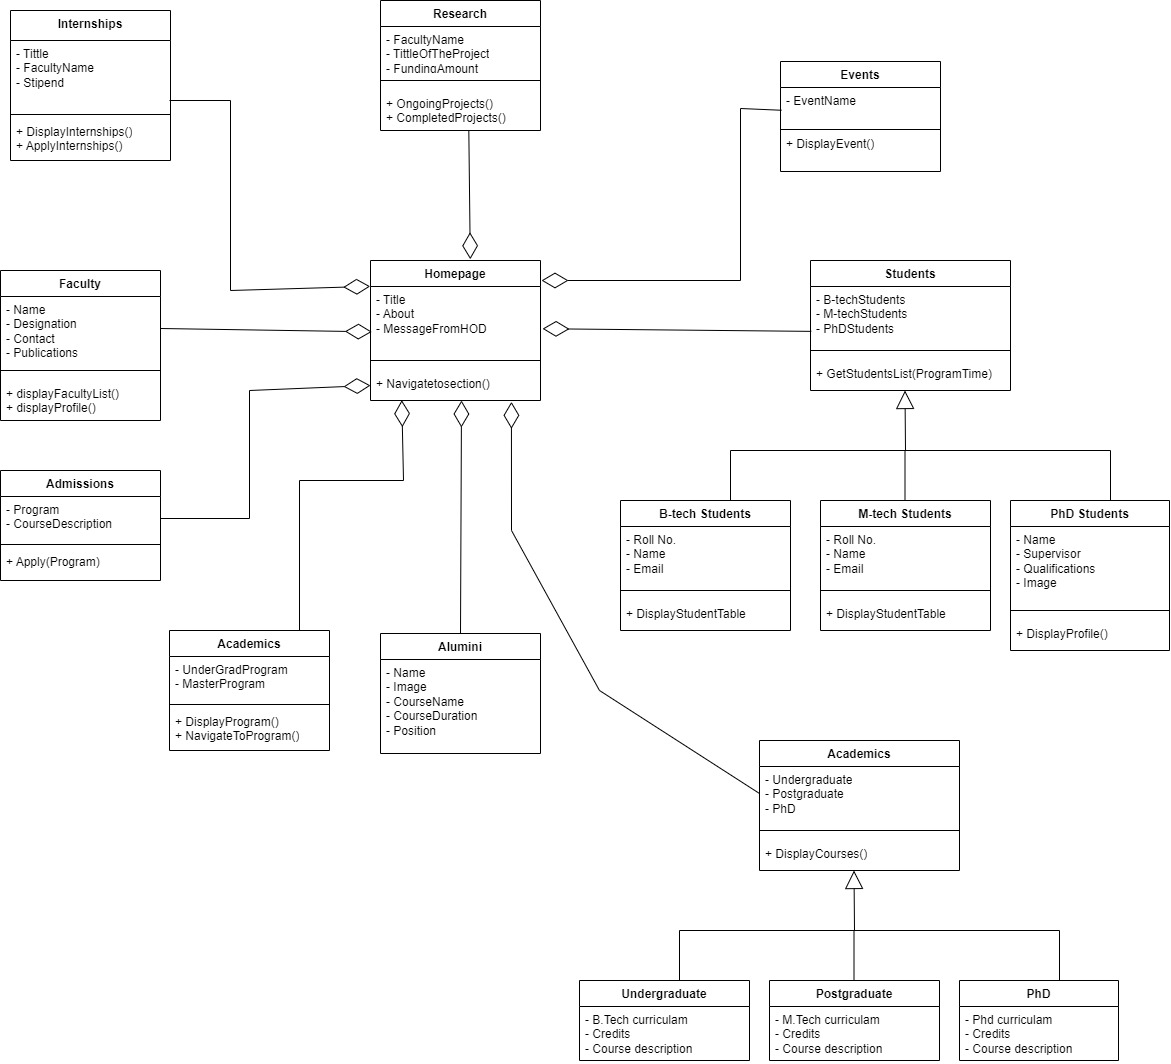 Internships
- Tittle
- FacultyName
- Stipend
+ DisplayInternships()
+ ApplyInternships()
Research
- FacultyName
- TittleOfTheProject
- FundingAmount
+ OngoingProjects()
+ CompletedProjects()
Events
- EventName
+ DisplayEvent()
Faculty
- Name
- Designation
- Contact
- Publications
+ displayFacultyList()
+ displayProfile()
Homepage
- Title
- About
- MessageFromHOD
+ Navigatetosection()
Students
- B-techStudents
- M-techStudents
- PhDStudents
+ GetStudentsList(ProgramTime)
Admissions
- Program
- CourseDescription
+ Apply(Program)
B-tech Students
- Roll No.
- Name
- Email
+ DisplayStudentTable
M-tech Students
- Roll No.
- Name
- Email
+ DisplayStudentTable
PhD Students
- Name
- Supervisor
- Qualifications
- Image
+ DisplayProfile()
Academics
- UnderGradProgram
- MasterProgram
+ DisplayProgram()
+ NavigateToProgram()
Alumini
- Name
- Image
- CourseName
- CourseDuration
- Position
Academics
- Undergraduate
- Postgraduate
- PhD
+ DisplayCourses()
Undergraduate
- B.Tech curriculam
- Credits
- Course description
Postgraduate
- M.Tech curriculam
- Credits
- Course description
PhD
- Phd curriculam
- Credits
- Course description